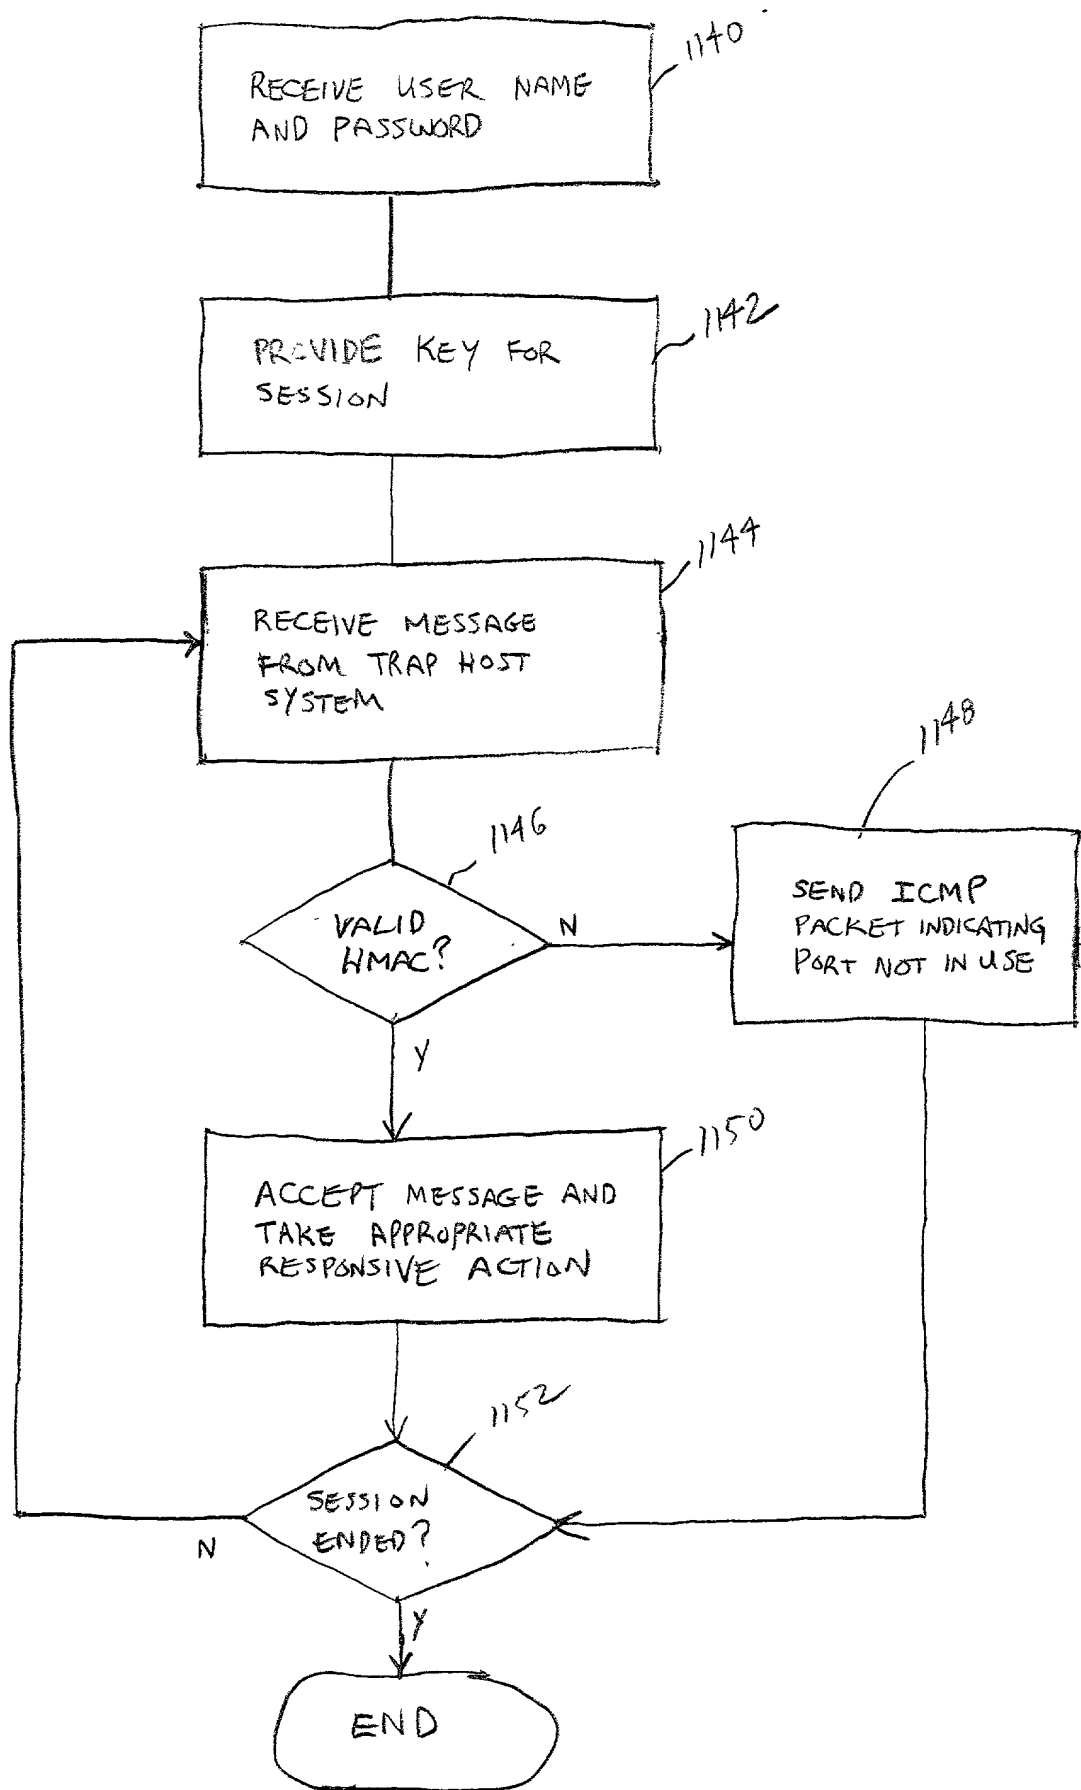 1140
RECEIVE USER NAME
AND PASSWORD
1142
PROVIDE KEY FOR
SESSION
1144
RECEIVE MESSAGE
FROM TRAP HOST
SYSTEM
1146
VALID
HMAC?
N
1148
SEND ICMP
PACKET INDICATING
PORT NOT IN USE
Y
1150
ACCEPT MESSAGE AND
TAKE APPROPRIATE
RESPONSIVE ACTION
1152
SESSION
ENDED?
N
Y
END